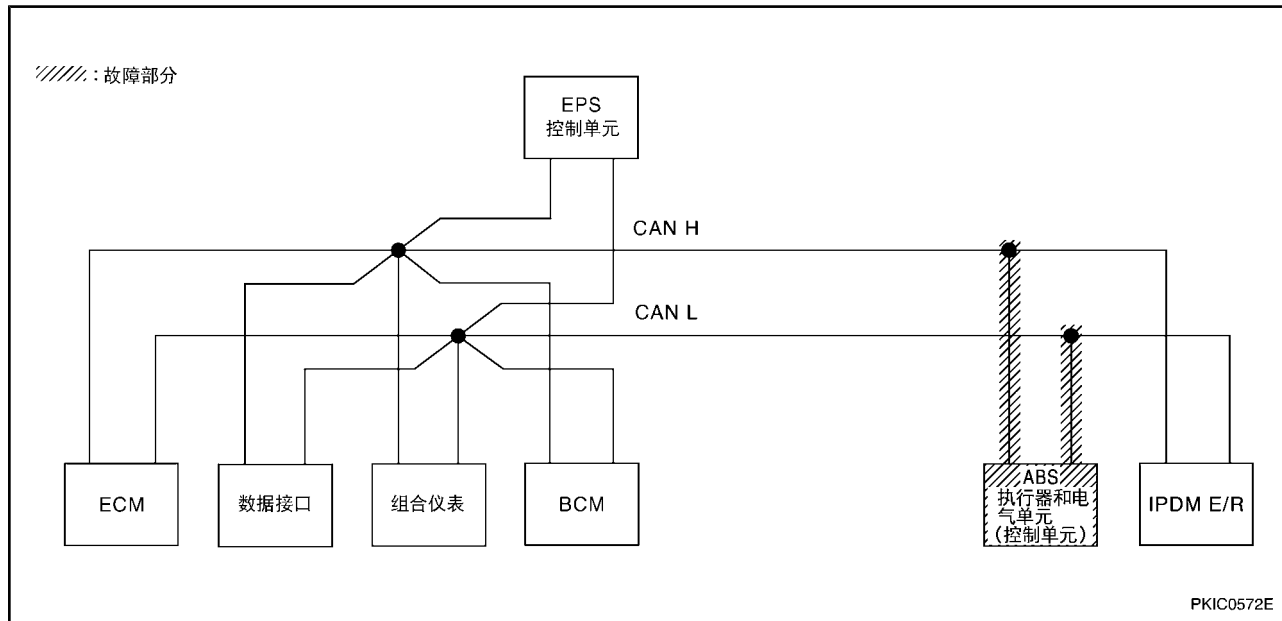 : 故障部分
EPS
控制单元
CAN H
CAN L
ECM
数据接口
组合仪表
BCM
ABS
执行器和电
气单元
(控制单元)
IPDM E/R
PKIC0572E